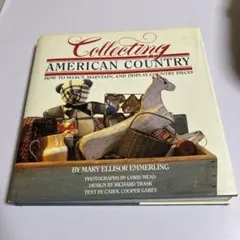 Collecting
AMERICAN COUNTRY
HOW TO SELECT, MAINTAIN, AND DISPLAY COUNTRY PIECES
BY MARY ELLISOR EMMERLING
PHOTOGRAPHS BY CHRIS MEAD
DESIGN BY RICHARD TRASK
TEXT BY CAROL COOPER GAREY